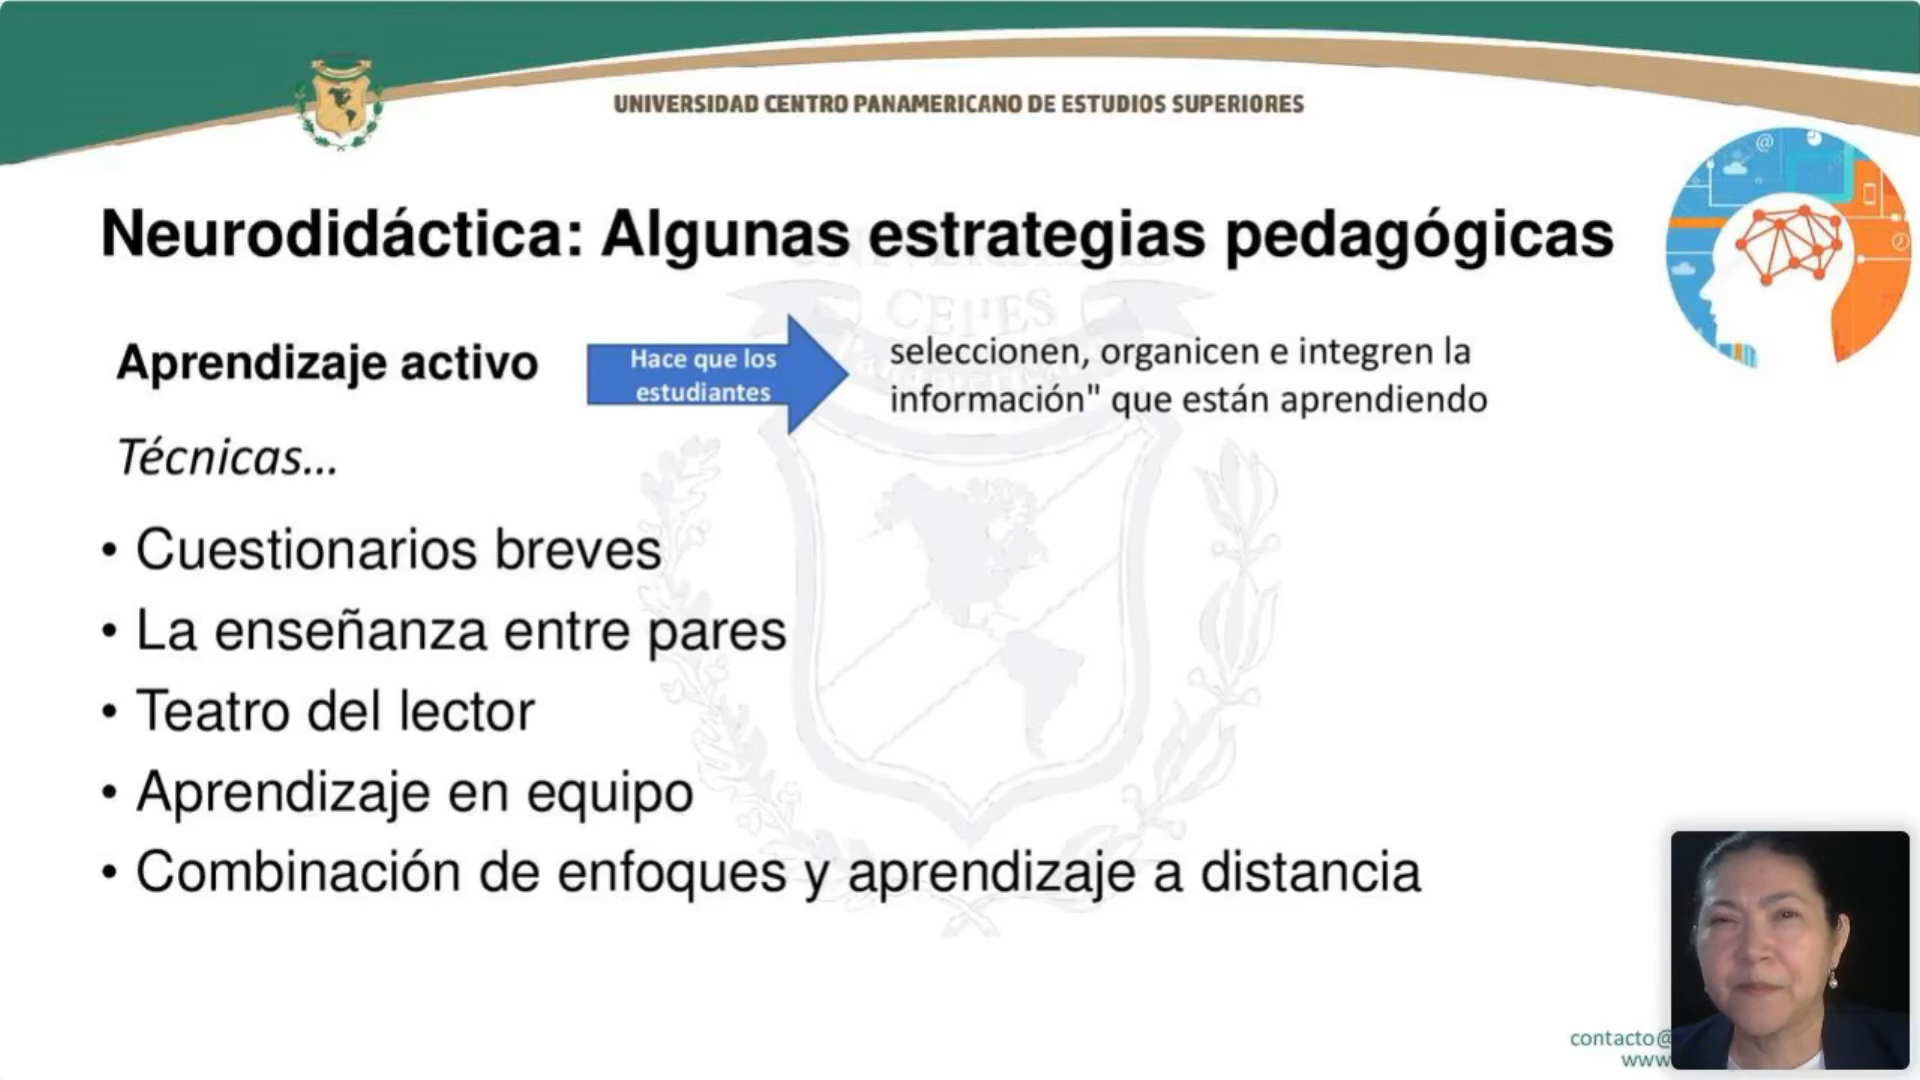 UNIVERSIDAD CENTRO PANAMERICANO DE ESTUDIOS SUPERIORES
Neurodidáctica: Algunas estrategias pedagógicas
Aprendizaje activo
Hace que los
estudiantes
seleccionen, organicen e integren la
información" que están aprendiendo
Técnicas...
• Cuestionarios breves
• La enseñanza entre pares
• Teatro del lector
• Aprendizaje en equipo
• Combinación de enfoques y aprendizaje a distancia
CEPES
contacto@
www